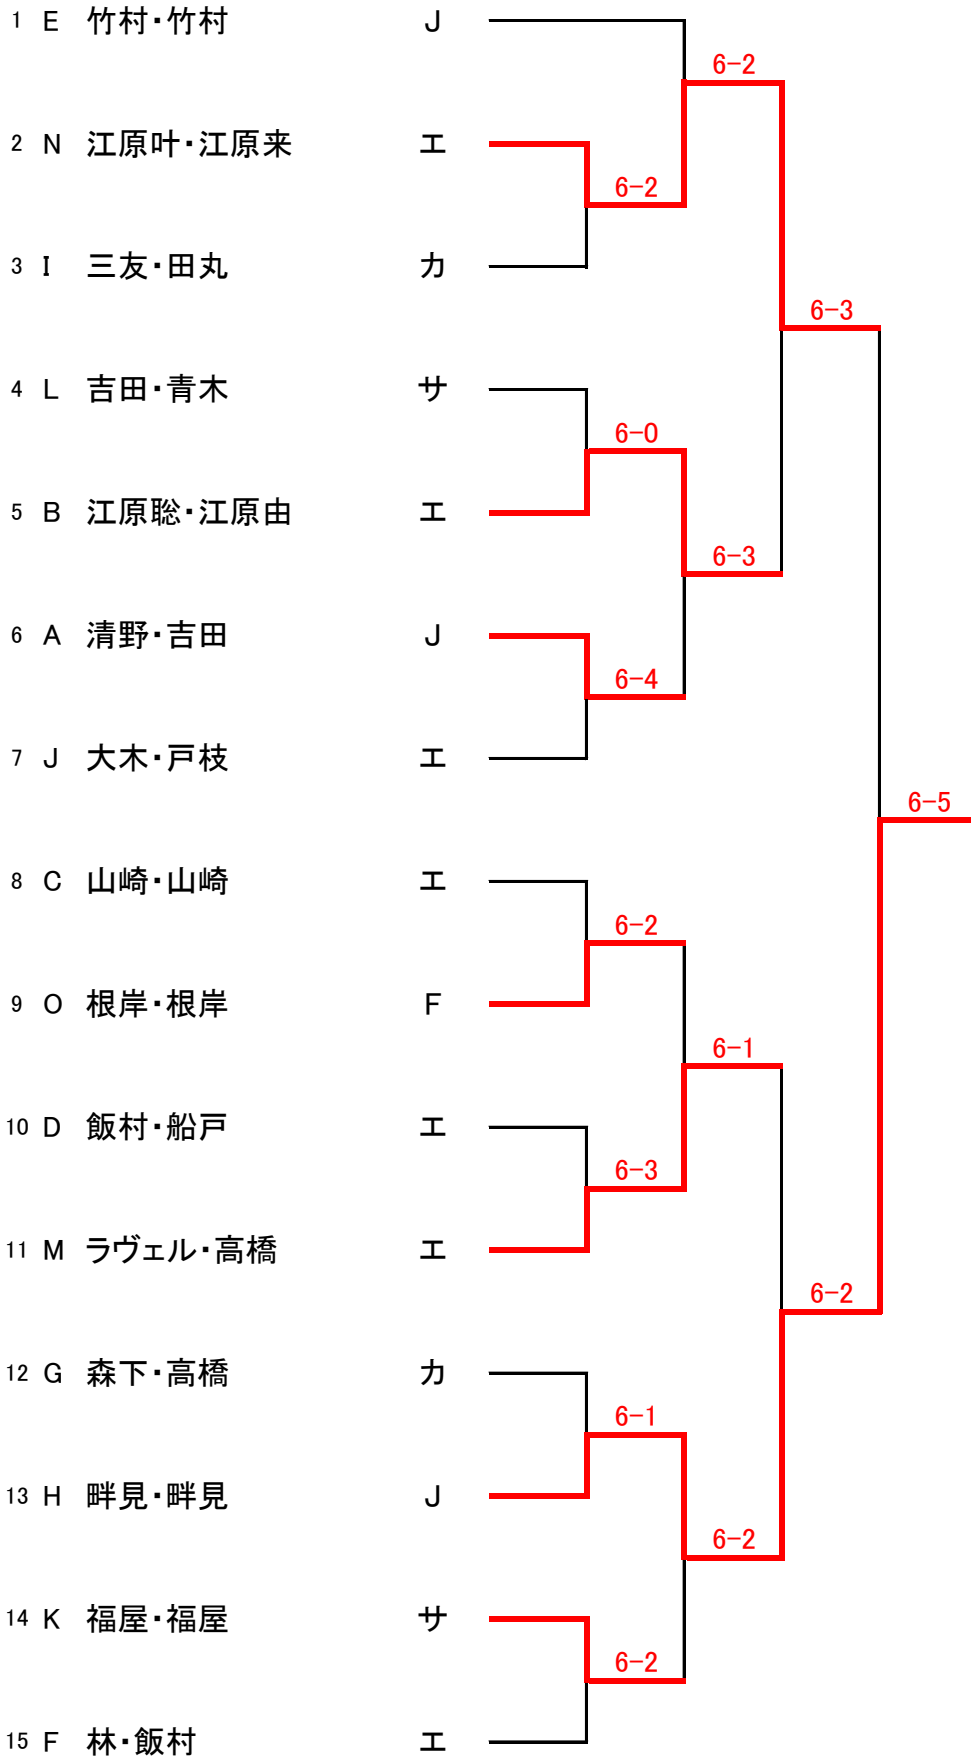 1 E 竹村・竹村 J
6-2
2 N 江原叶・江原来 エ
6-2
3 I 三友・田丸 カ
6-3
4 L 吉田・青木 サ
6-0
5 B 江原聡・江原由 エ
6-3
6 A 清野・吉田 J
6-4
7 J 大木・戸枝 エ
6-5
8 C 山崎・山崎 エ
6-2
9 O 根岸・根岸 F
6-1
10 D 飯村・船戸 エ
6-3
11 M ラヴェル・高橋 エ
6-2
12 G 森下・高橋 カ
6-1
13 H 畔見・畔見 J
6-2
14 K 福屋・福屋 サ
6-2
15 F 林・飯村 エ